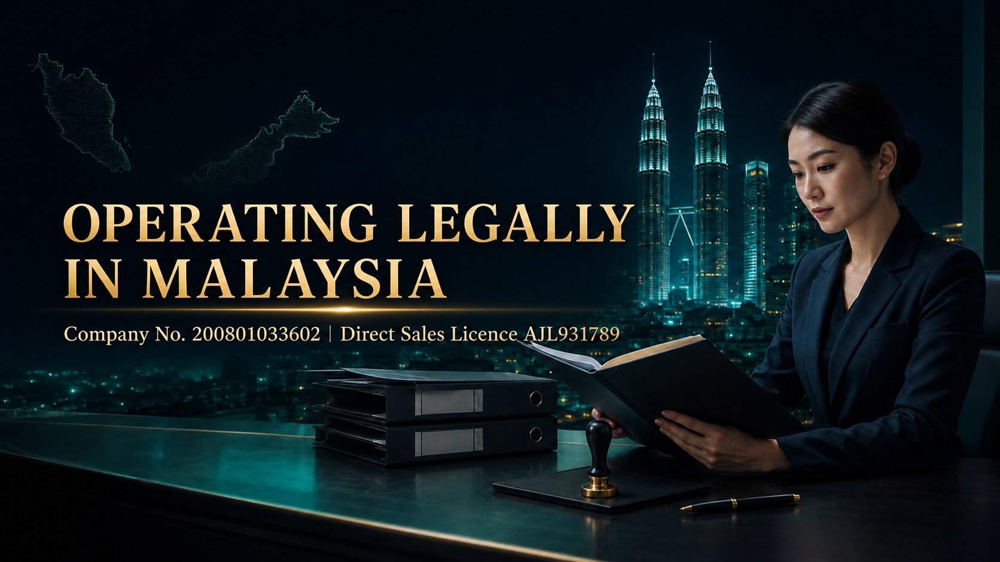 OPERATING LEGALLY
IN MALAYSIA
Company No. 200801033602 | Direct Sales Licence AJL931789